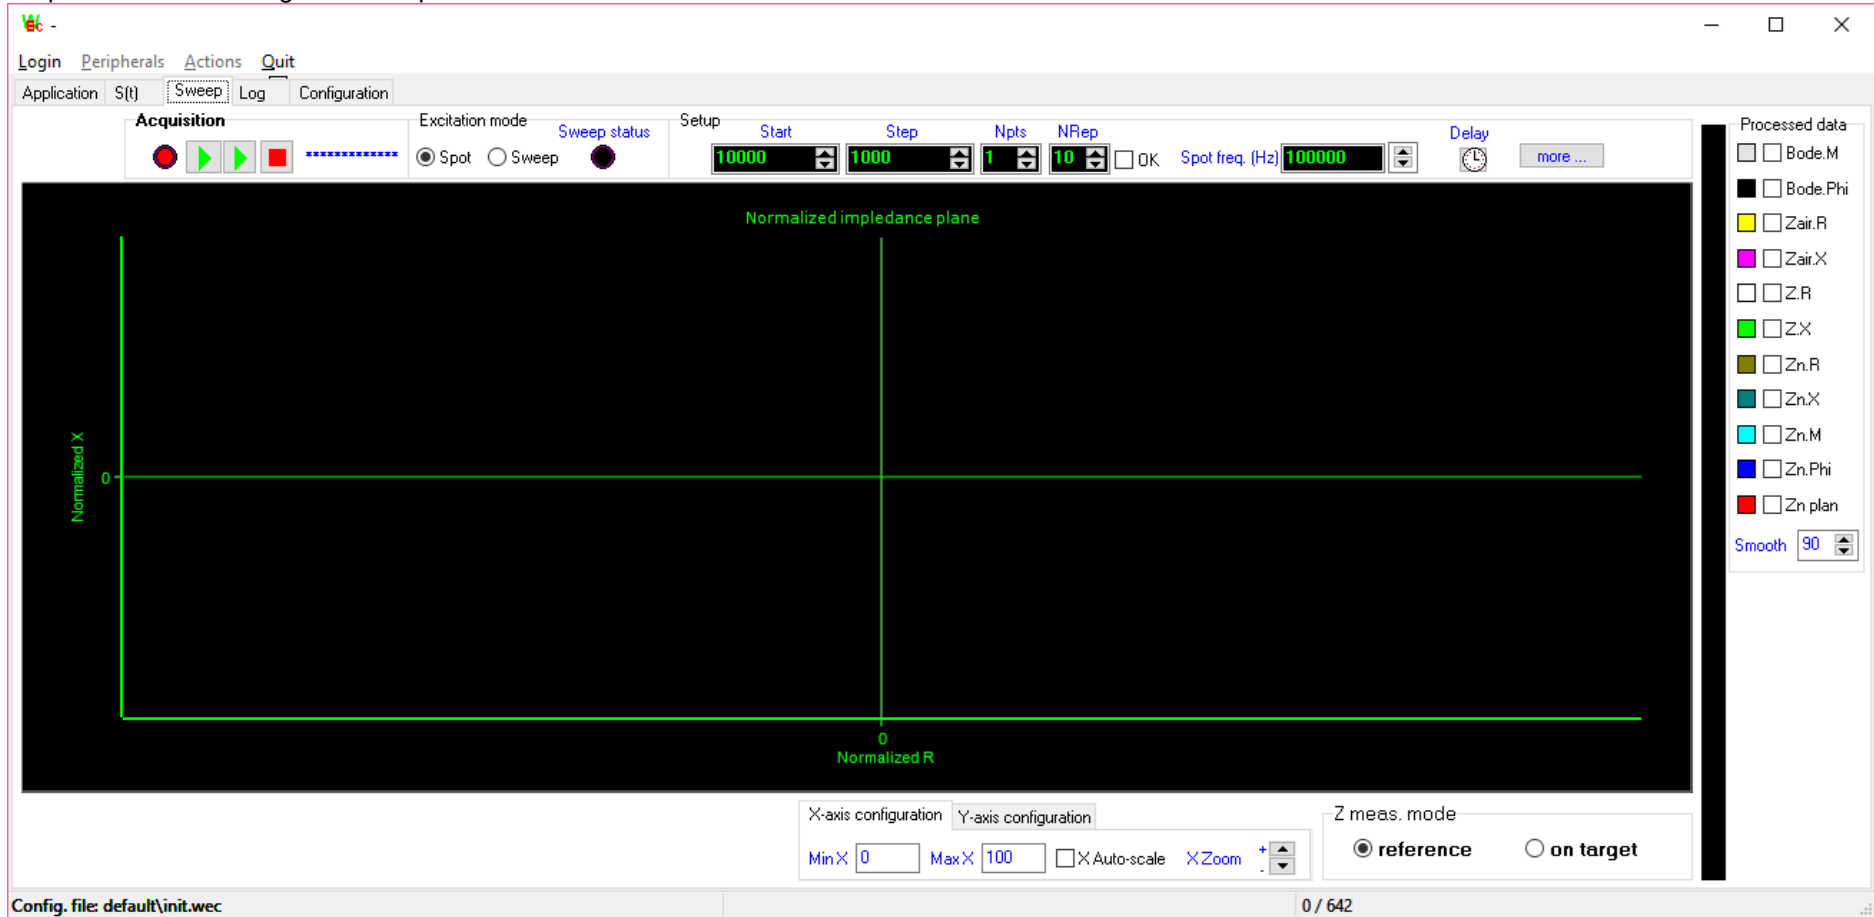 WEc -
Login Peripherals Actions Quit
Application S(t) Sweep Log Configuration
Acquisition
*************
Excitation mode
Spot Sweep
Sweep status
Setup
Start Step Npts NRep
10000 1000 1 10 OK Spot freq. (Hz) 100000
Delay
more ...
Processed data
Bode.M
Bode.Phi
Zair.R
Zair.X
Z.R
Z.X
Zn.R
Zn.X
Zn.M
Zn.Phi
Zn plan
Smooth 90
Normalized impledance plane
Normalized X
0
0
Normalized R
X-axis configuration Y-axis configuration
Min X 0 Max X 100 X Auto-scale X Zoom + -
Z meas. mode
reference on target
Config. file: default\init.wec
0 / 642